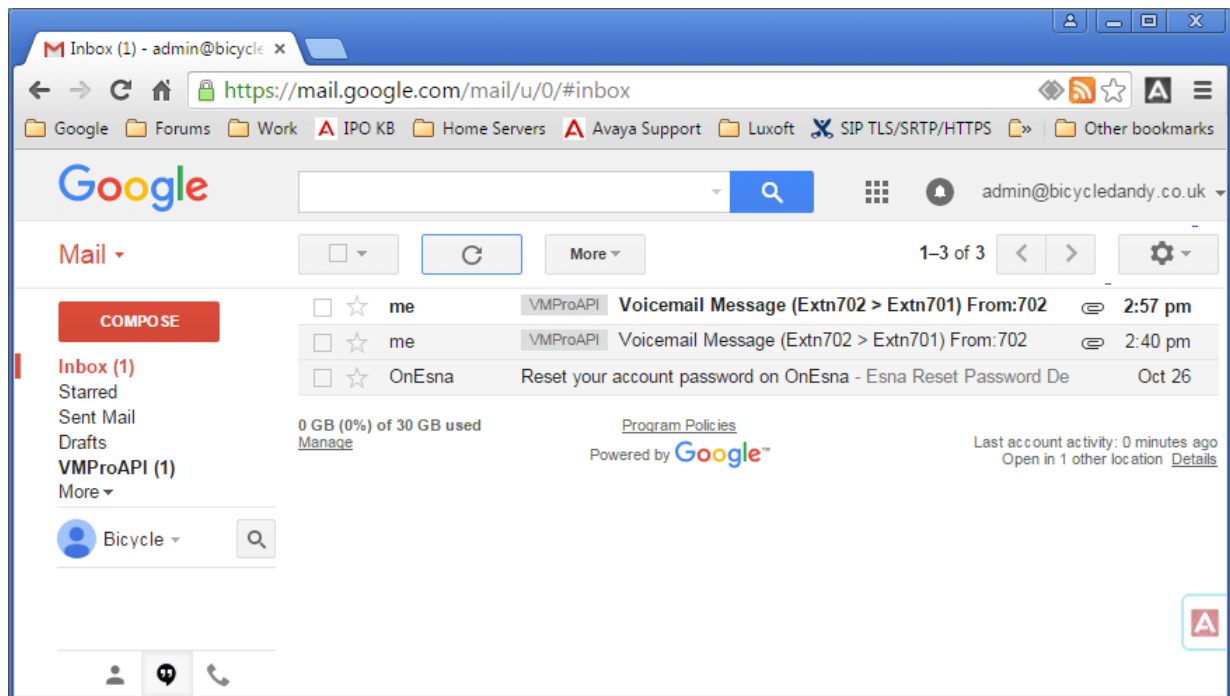 Inbox (1) - admin@bicycle
https://mail.google.com/mail/u/0/#inbox
Google Forums Work IPO KB Home Servers Avaya Support Luxoft SIP TLS/SRTP/HTTPS » Other bookmarks
Google
admin@bicycledandy.co.uk
Mail More 1–3 of 3
COMPOSE
Inbox (1)
Starred
Sent Mail
Drafts
VMProAPI (1)
More
Bicycle
me VMProAPI Voicemail Message (Extn702 > Extn701) From:702 2:57 pm
me VMProAPI Voicemail Message (Extn702 > Extn701) From:702 2:40 pm
OnEsna Reset your account password on OnEsna - Esna Reset Password De Oct 26
0 GB (0%) of 30 GB used
Manage
Program Policies
Powered by Google™
Last account activity: 0 minutes ago
Open in 1 other location Details